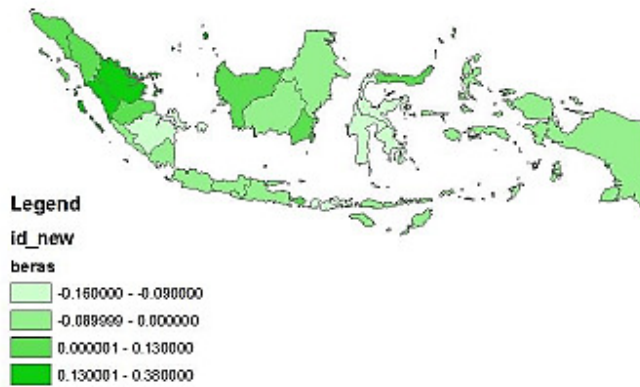 Legend
id_new
beras
-0.160000 - -0.090000
-0.089999 - 0.000000
0.000001 - 0.130000
0.130001 - 0.380000